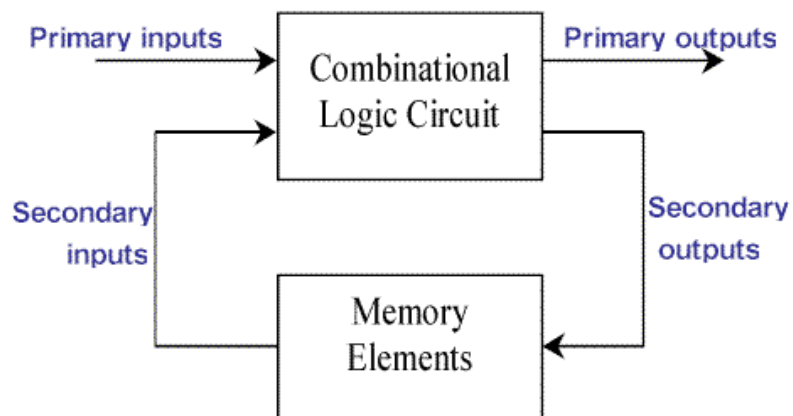 Primary inputs
Primary outputs
Combinational
Logic Circuit
Secondary
inputs
Secondary
outputs
Memory
Elements